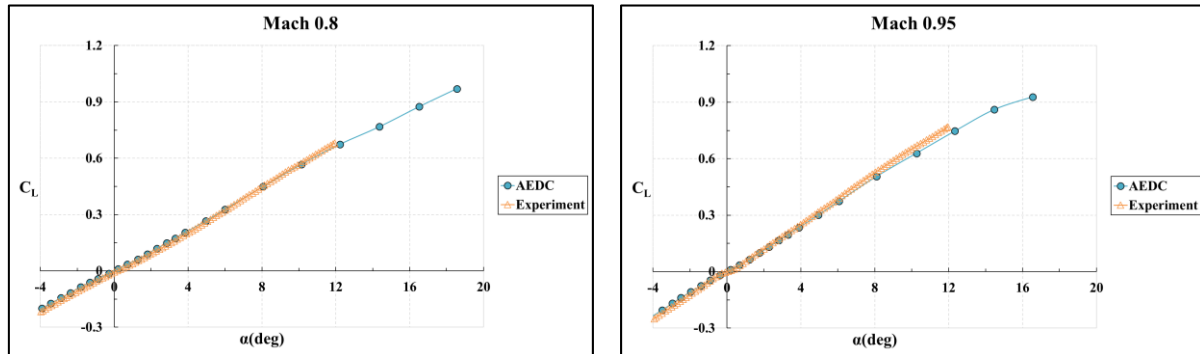 Mach 0.8
1.2
0.9
0.6
C_L
0.3
0
-4 0 4 8 12 16 20
-0.3
α(deg)
AEDC
Experiment
Mach 0.95
1.2
0.9
0.6
C_L
0.3
0
-4 0 4 8 12 16 20
-0.3
α(deg)
AEDC
Experiment